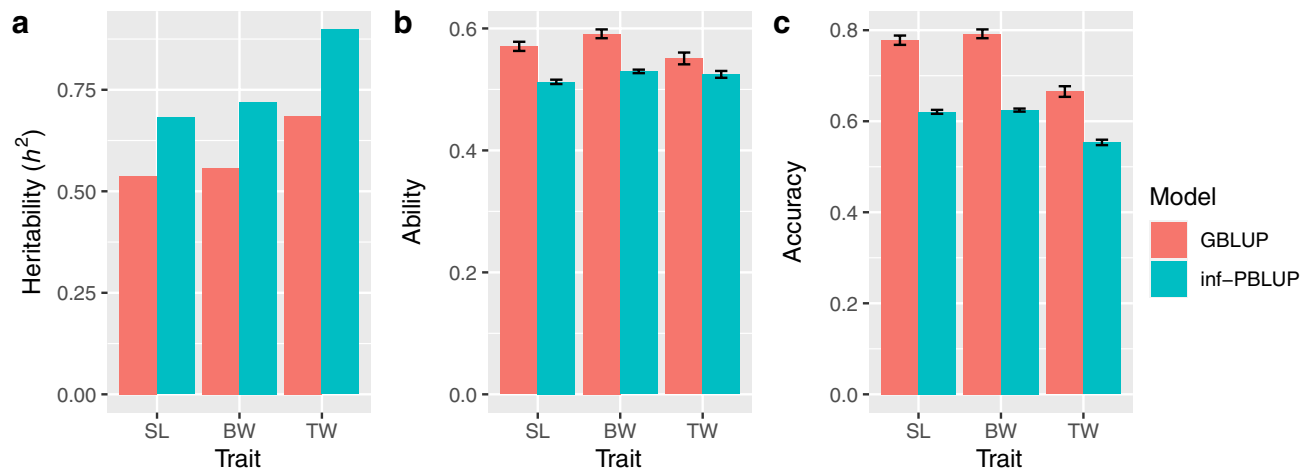 a
Heritability (h²)
0.75
0.50
0.25
0.00
SL BW TW
Trait
b
Ability
0.6
0.4
0.2
0.0
SL BW TW
Trait
c
Accuracy
0.8
0.6
0.4
0.2
0.0
SL BW TW
Trait
Model
GBLUP
inf−PBLUP